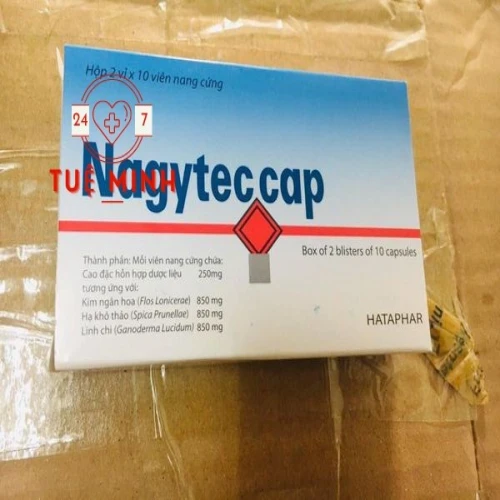 Hộp 2 vỉ x 10 viên nang cứng
24 7
TUỆ MINH
Nagytec cap
Box of 2 blisters of 10 capsules
Thành phần: Mỗi viên nang cứng chứa:
Cao đặc hỗn hợp dược liệu 250mg
tương ứng với:
Kim ngân hoa (Flos Lonicerae) 850 mg
Hạ khô thảo (Spica Prunellae) 850 mg
Linh chi (Ganoderma Lucidum) 850 mg
HATAPHAR